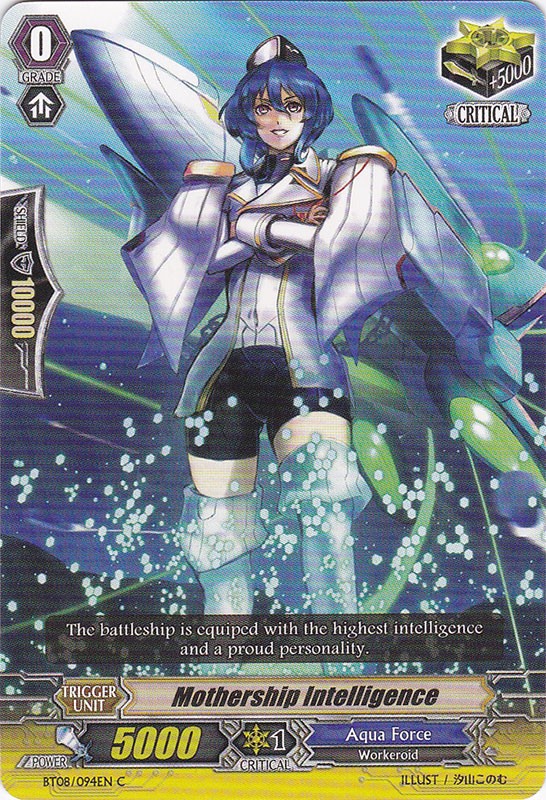 0
GRADE
+5000
CRITICAL
SHIELD
10000
The battleship is equiped with the highest intelligence
and a proud personality.
TRIGGER
UNIT
Mothership Intelligence
POWER
5000
1
CRITICAL
Aqua Force
Workeroid
BT08/094EN C
ILLUST / 汐山このむ